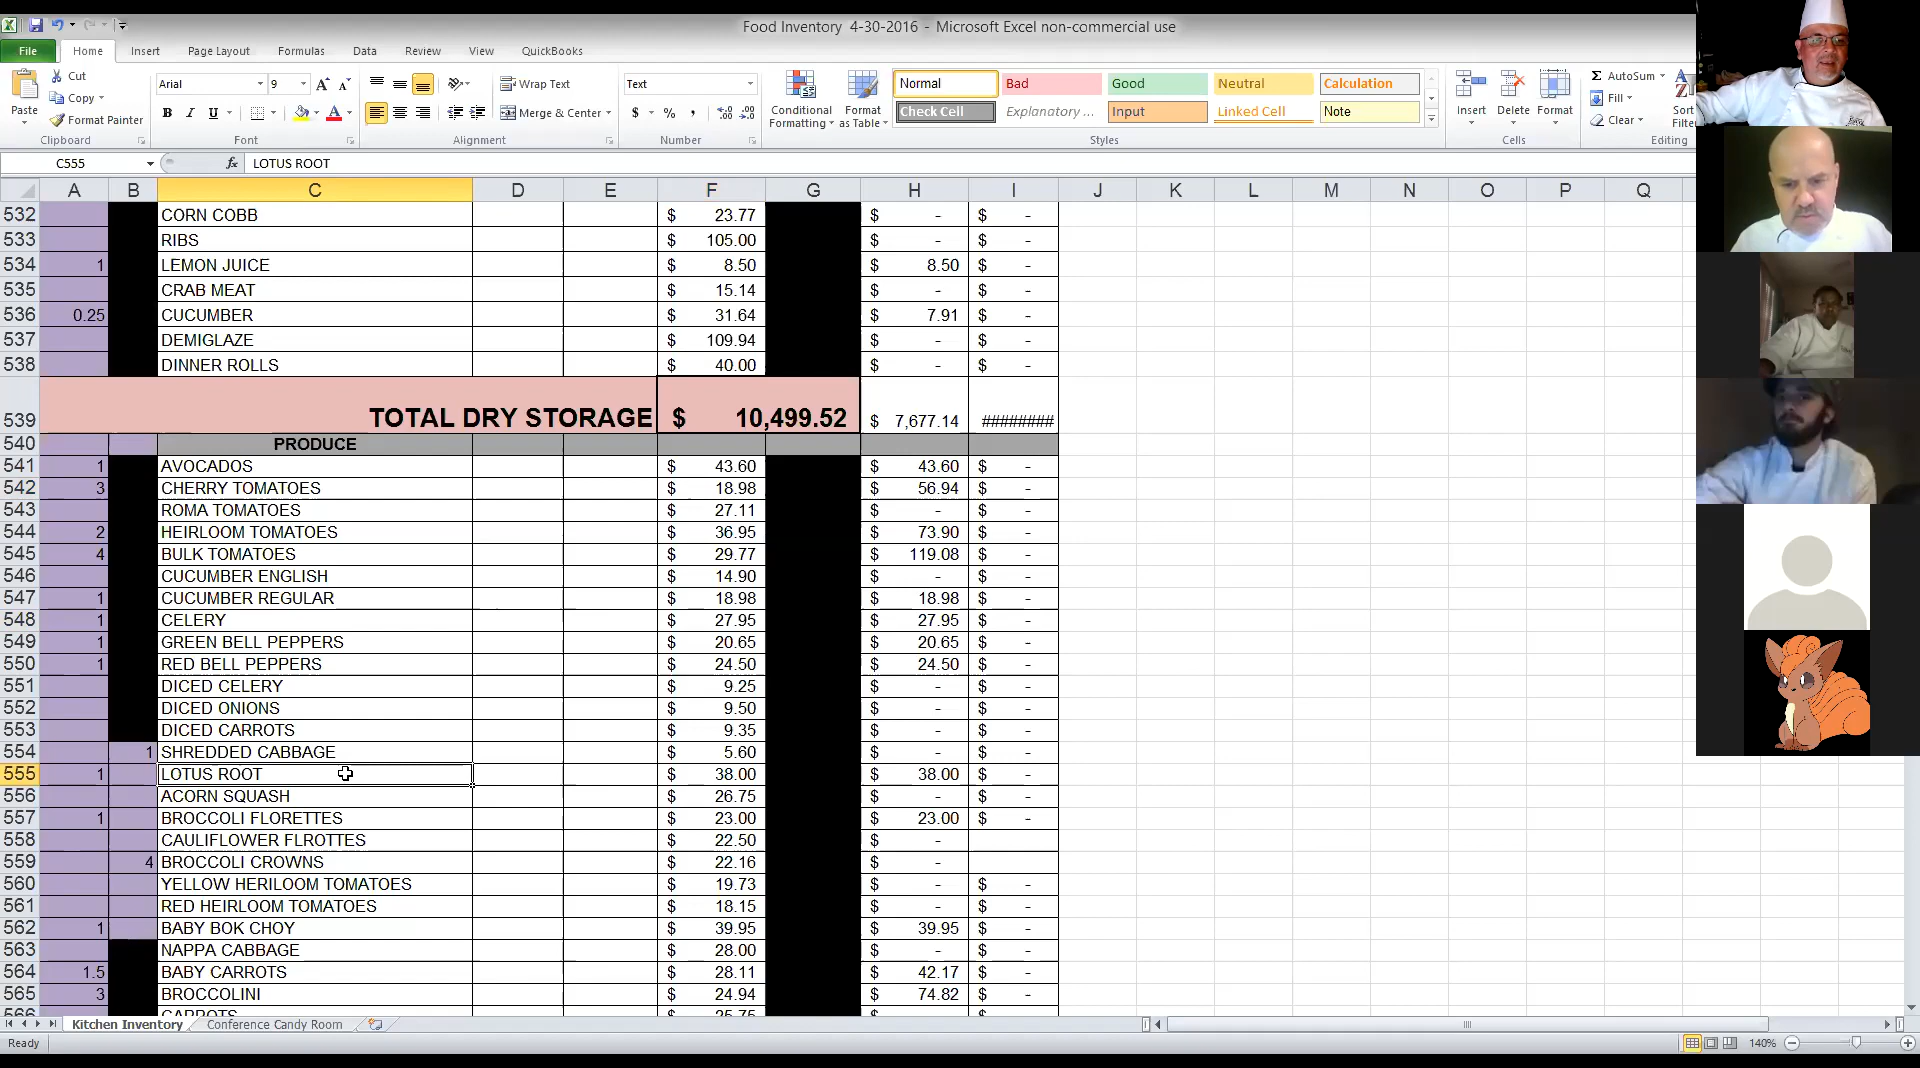 Food Inventory 4-30-2016 - Microsoft Excel non-commercial use
File Home Insert Page Layout Formulas Data Review View QuickBooks
Paste Cut Copy Format Painter Clipboard
Arial 9 B I U Font
Wrap Text Merge & Center Alignment
Text $ % , Number
Conditional Formatting Format as Table
Normal Bad Good Neutral Calculation
Check Cell Explanatory ... Input Linked Cell Note
Styles
Insert Delete Format Cells
AutoSum Fill Clear Sort Filter Editing
C555 fx LOTUS ROOT
A B C D E F G H I J K L M N O P Q
532 CORN COBB $ 23.77 $ - $ -
533 RIBS $ 105.00 $ - $ -
534 1 LEMON JUICE $ 8.50 $ 8.50 $ -
535 CRAB MEAT $ 15.14 $ - $ -
536 0.25 CUCUMBER $ 31.64 $ 7.91 $ -
537 DEMIGLAZE $ 109.94 $ - $ -
538 DINNER ROLLS $ 40.00 $ - $ -
539 TOTAL DRY STORAGE $ 10,499.52 $ 7,677.14 ########
540 PRODUCE
541 1 AVOCADOS $ 43.60 $ 43.60 $ -
542 3 CHERRY TOMATOES $ 18.98 $ 56.94 $ -
543 ROMA TOMATOES $ 27.11 $ - $ -
544 2 HEIRLOOM TOMATOES $ 36.95 $ 73.90 $ -
545 4 BULK TOMATOES $ 29.77 $ 119.08 $ -
546 CUCUMBER ENGLISH $ 14.90 $ - $ -
547 1 CUCUMBER REGULAR $ 18.98 $ 18.98 $ -
548 1 CELERY $ 27.95 $ 27.95 $ -
549 1 GREEN BELL PEPPERS $ 20.65 $ 20.65 $ -
550 1 RED BELL PEPPERS $ 24.50 $ 24.50 $ -
551 DICED CELERY $ 9.25 $ - $ -
552 DICED ONIONS $ 9.50 $ - $ -
553 DICED CARROTS $ 9.35 $ - $ -
554 1 SHREDDED CABBAGE $ 5.60 $ - $ -
555 1 LOTUS ROOT $ 38.00 $ 38.00 $ -
556 ACORN SQUASH $ 26.75 $ - $ -
557 1 BROCCOLI FLORETTES $ 23.00 $ 23.00 $ -
558 CAULIFLOWER FLROTTES $ 22.50 $ -
559 4 BROCCOLI CROWNS $ 22.16 $ -
560 YELLOW HERILOOM TOMATOES $ 19.73 $ - $ -
561 RED HEIRLOOM TOMATOES $ 18.15 $ - $ -
562 1 BABY BOK CHOY $ 39.95 $ 39.95 $ -
563 NAPPA CABBAGE $ 28.00 $ - $ -
564 1.5 BABY CARROTS $ 28.11 $ 42.17 $ -
565 3 BROCCOLINI $ 24.94 $ 74.82 $ -
566 CARROTS $ 25.75
Kitchen Inventory Conference Candy Room
Ready 140%